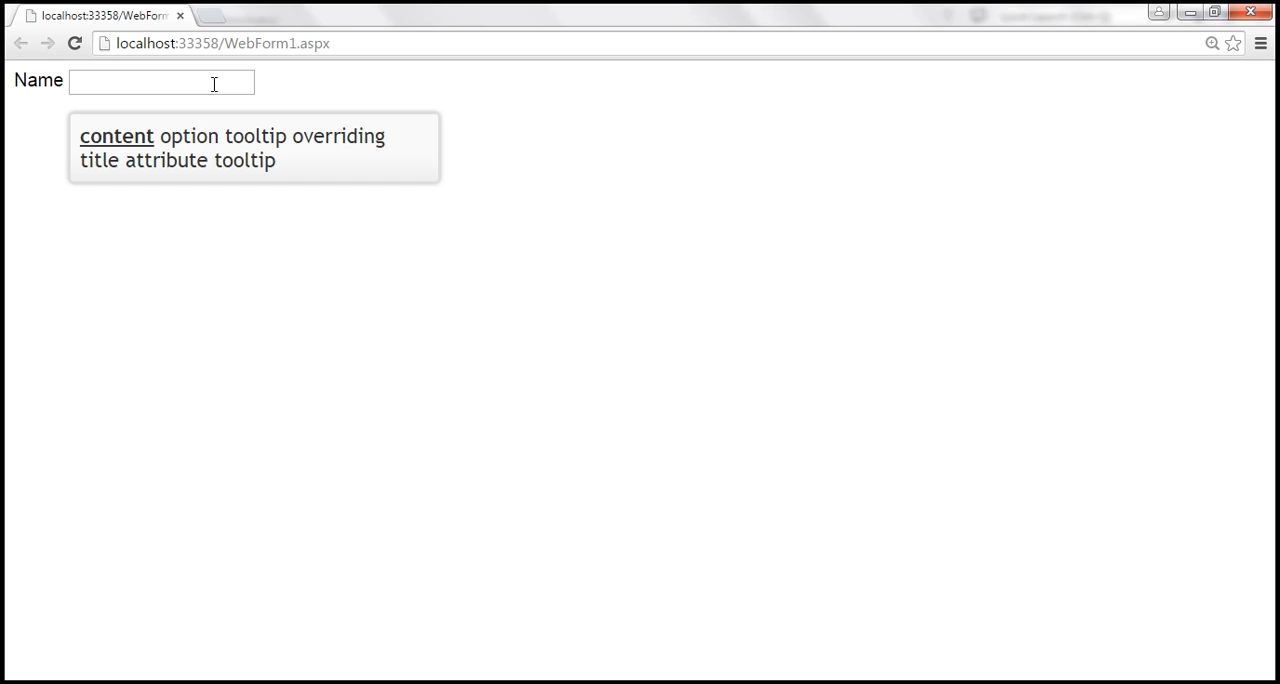 localhost:33358/WebForm
localhost:33358/WebForm1.aspx
Name
content option tooltip overriding
title attribute tooltip